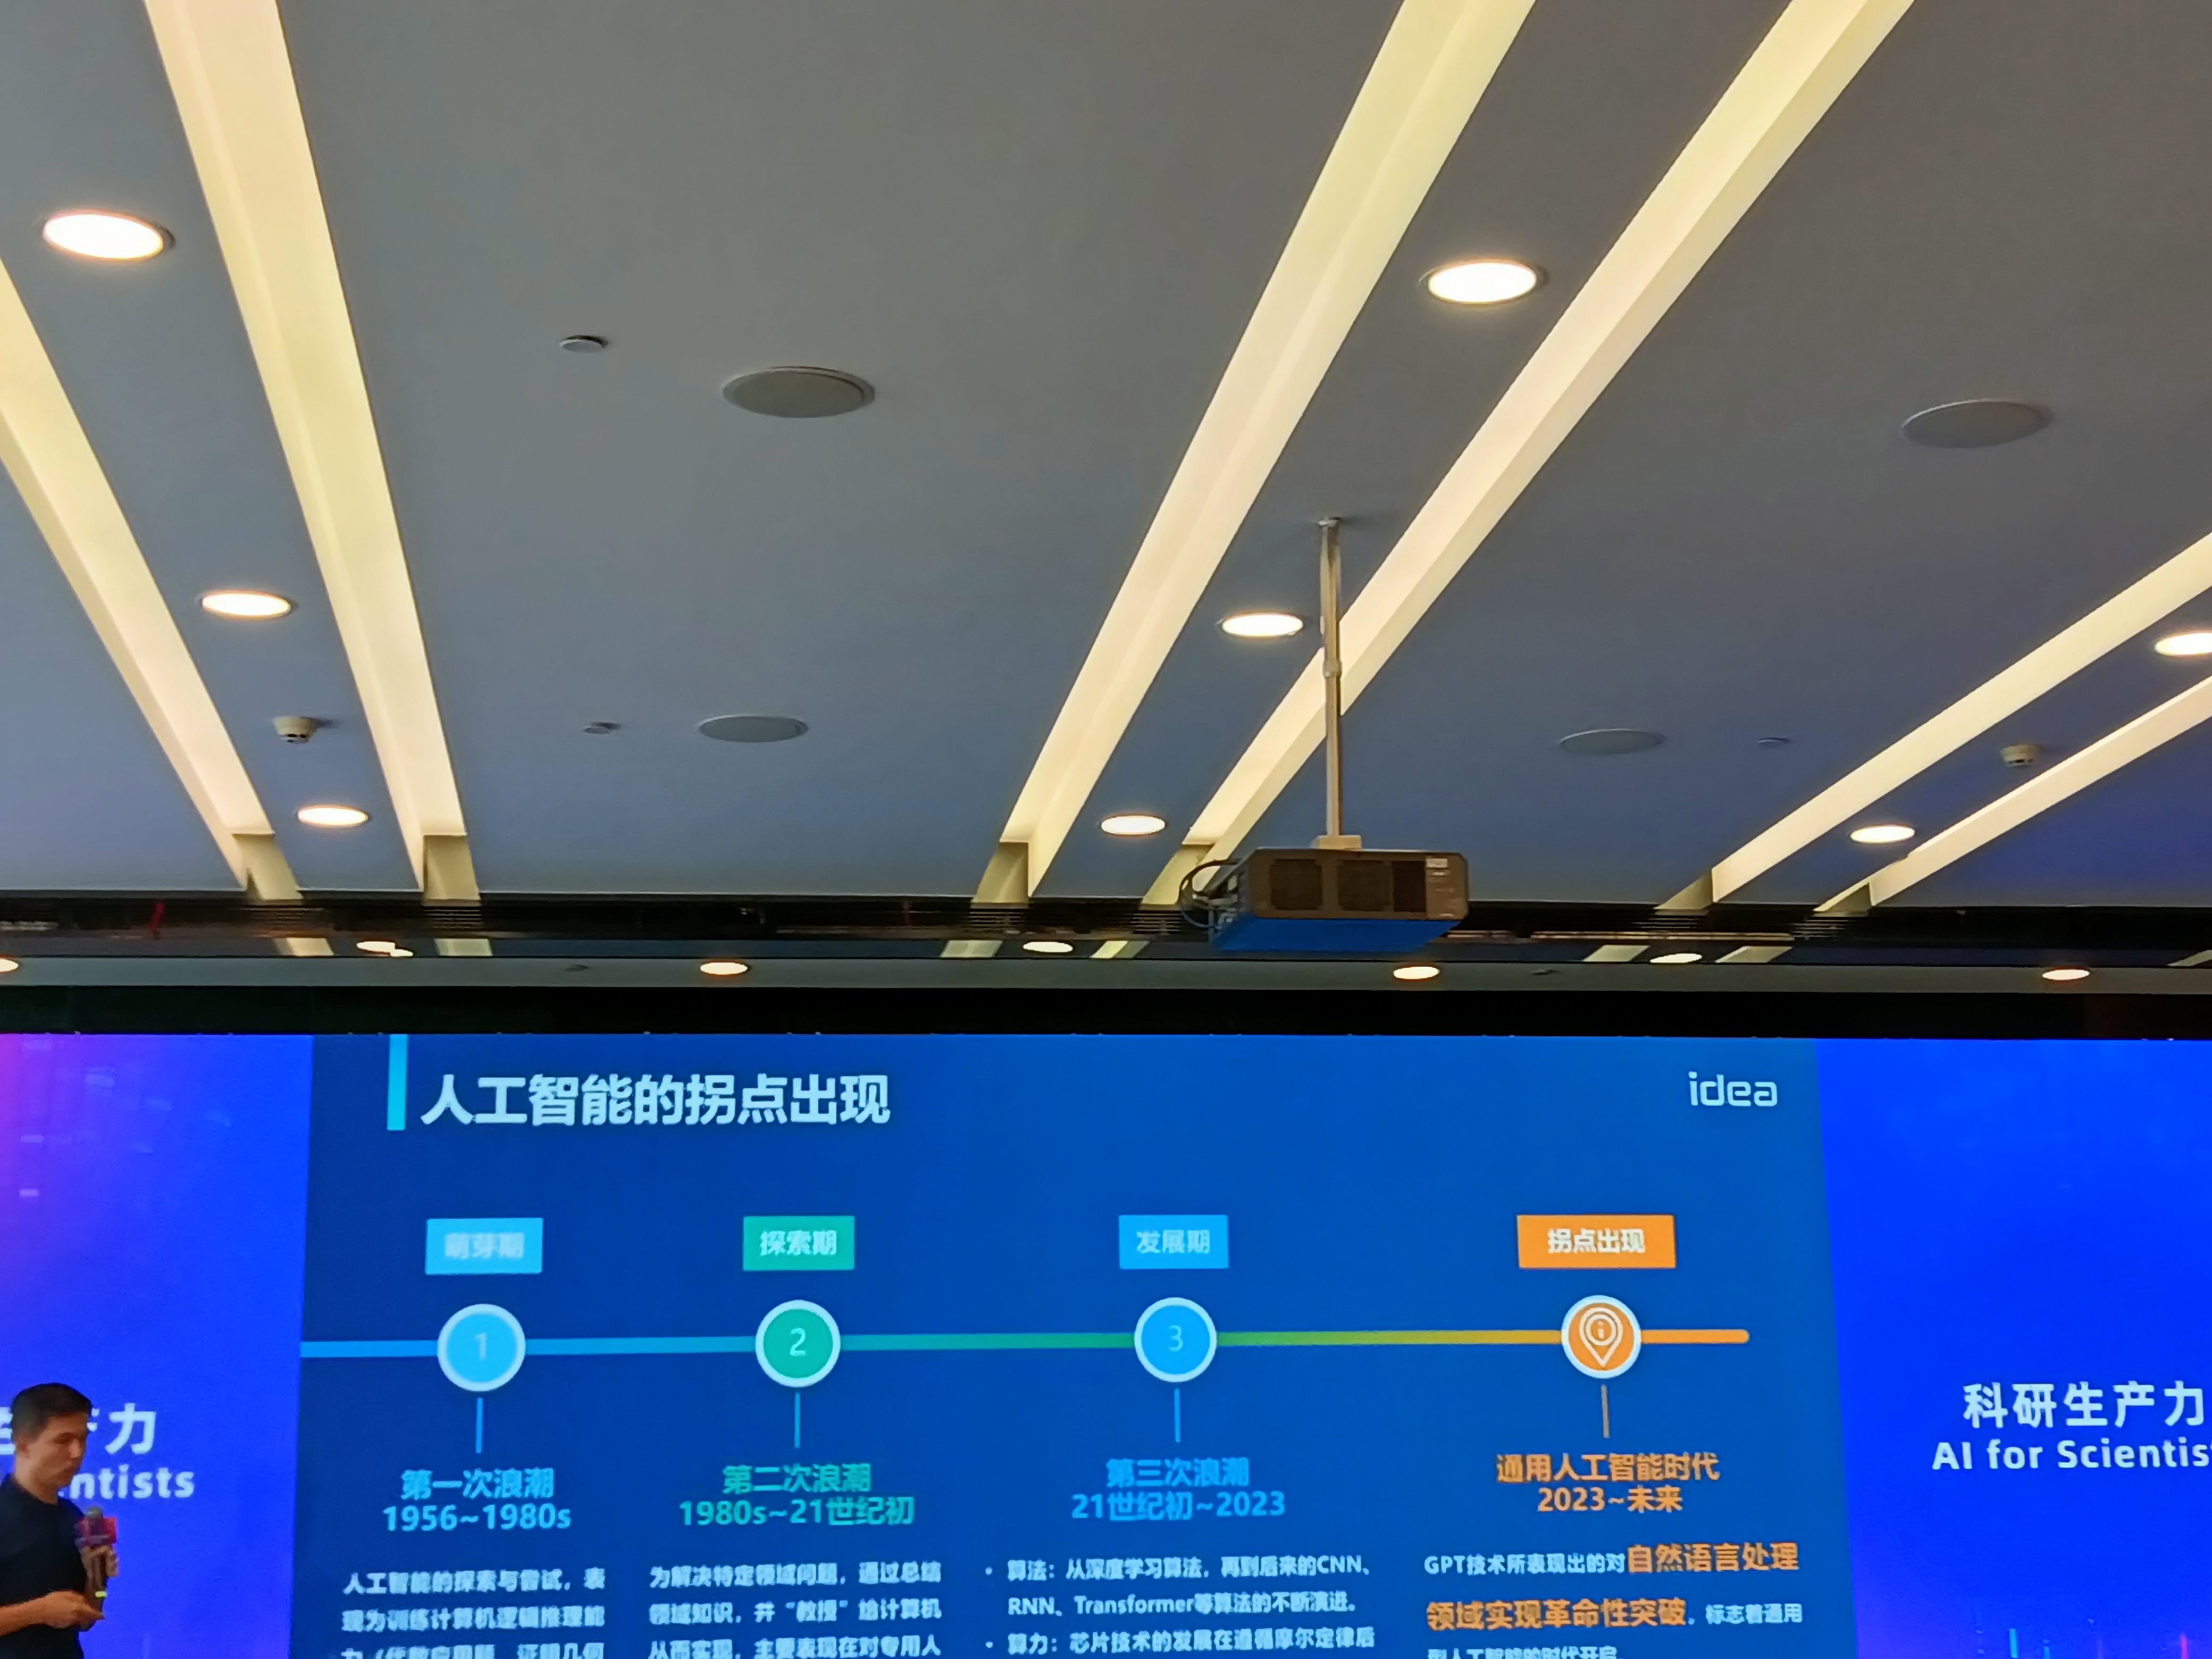 人工智能的拐点出现
idea
萌芽期
探索期
发展期
拐点出现
1
2
3
第一次浪潮
1956~1980s
第二次浪潮
1980s~21世纪初
第三次浪潮
21世纪初~2023
通用人工智能时代
2023~未来
人工智能的探索与尝试，表
现为训练计算机逻辑推理能
为解决特定领域问题，通过总结
领域知识，并“教授”给计算机
从而实现，主要表现在对专用人
• 算法：从深度学习算法，再到后来的CNN、
RNN、Transformer等算法的不断演进。
• 算力：芯片技术的发展在遵循摩尔定律后
GPT技术所表现出的对自然语言处理
领域实现革命性突破，标志着通用
型人工智能的时代开启
产力
entists
科研生产力
AI for Scientis